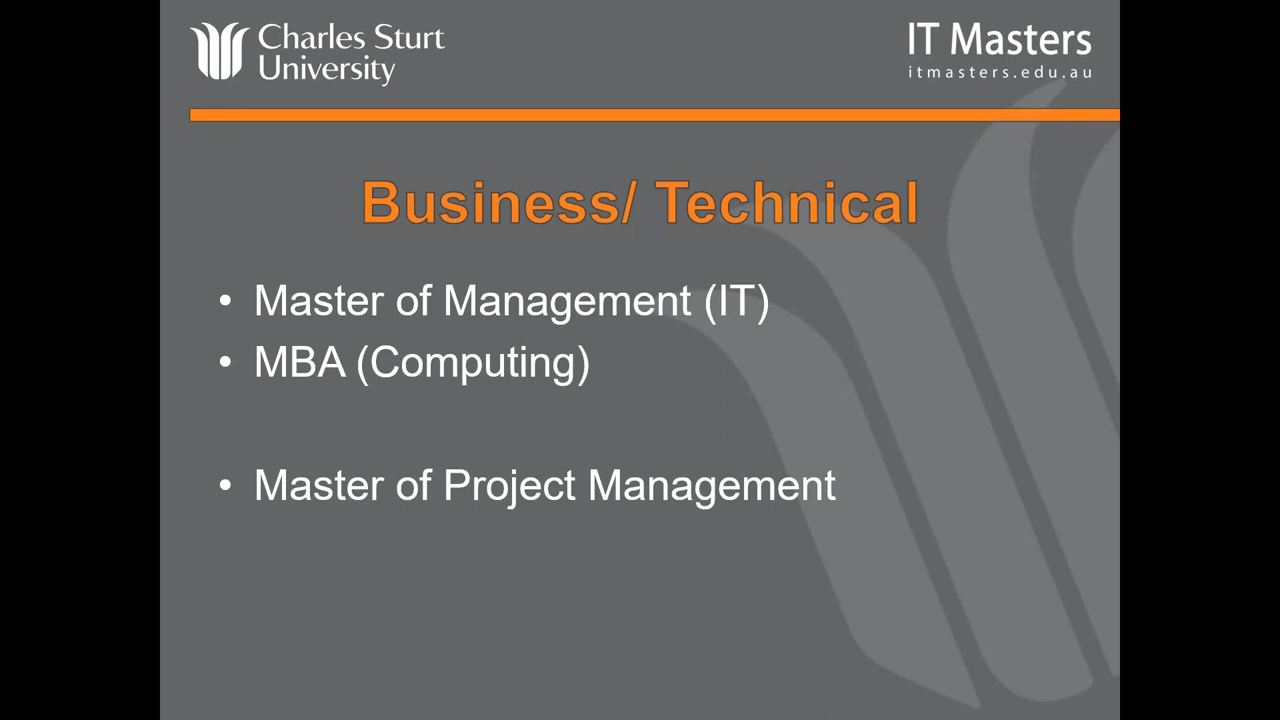 Charles Sturt
University
IT Masters
itmasters.edu.au
Business/ Technical
• Master of Management (IT)
• MBA (Computing)
• Master of Project Management